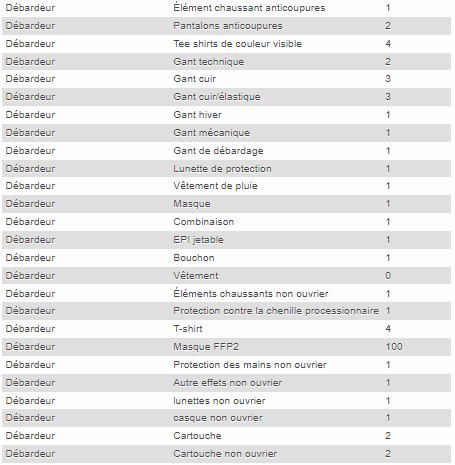 Débardeur Élément chaussant anticoupures 1
Débardeur Pantalons anticoupures 2
Débardeur Tee shirts de couleur visible 4
Débardeur Gant technique 2
Débardeur Gant cuir 3
Débardeur Gant cuir/élastique 3
Débardeur Gant hiver 1
Débardeur Gant mécanique 1
Débardeur Gant de débardage 1
Débardeur Lunette de protection 1
Débardeur Vêtement de pluie 1
Débardeur Masque 1
Débardeur Combinaison 1
Débardeur EPI jetable 1
Débardeur Bouchon 1
Débardeur Vêtement 0
Débardeur Éléments chaussants non ouvrier 1
Débardeur Protection contre la chenille processionnaire 1
Débardeur T-shirt 4
Débardeur Masque FFP2 100
Débardeur Protection des mains non ouvrier 1
Débardeur Autre effets non ouvrier 1
Débardeur lunettes non ouvrier 1
Débardeur casque non ouvrier 1
Débardeur Cartouche 2
Débardeur Cartouche non ouvrier 2